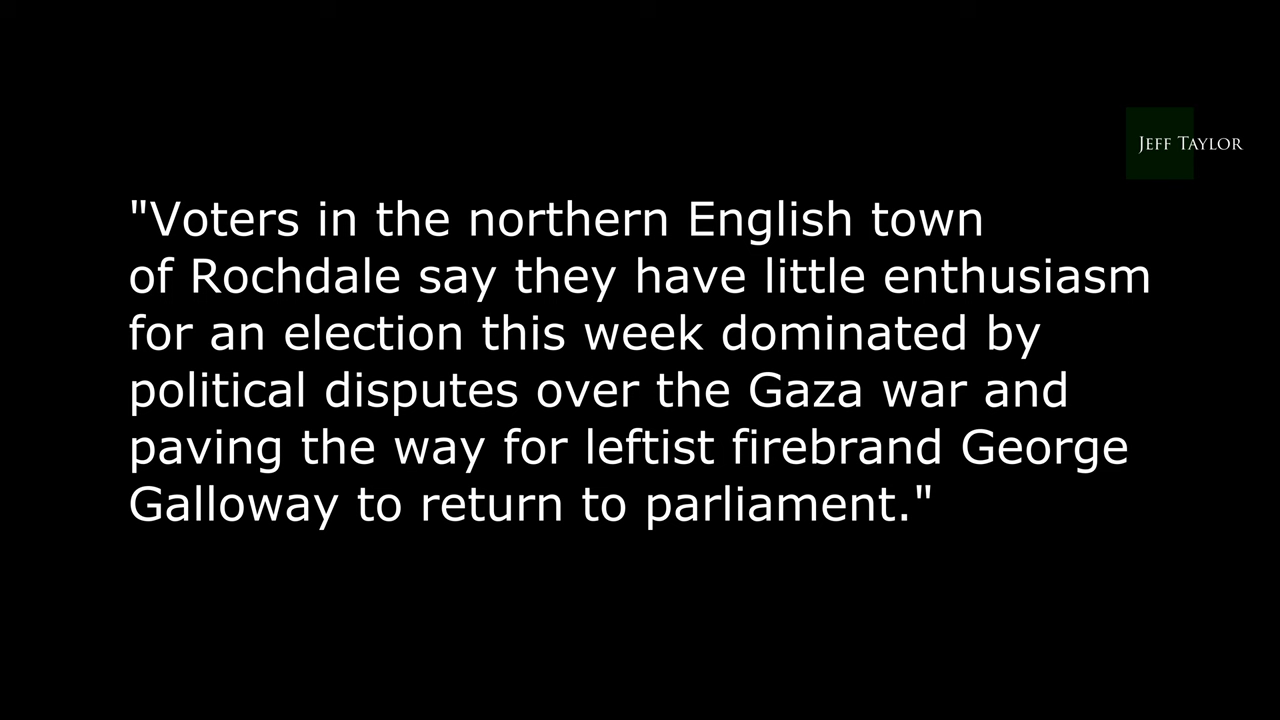 JEFF TAYLOR
"Voters in the northern English town
of Rochdale say they have little enthusiasm
for an election this week dominated by
political disputes over the Gaza war and
paving the way for leftist firebrand George
Galloway to return to parliament."